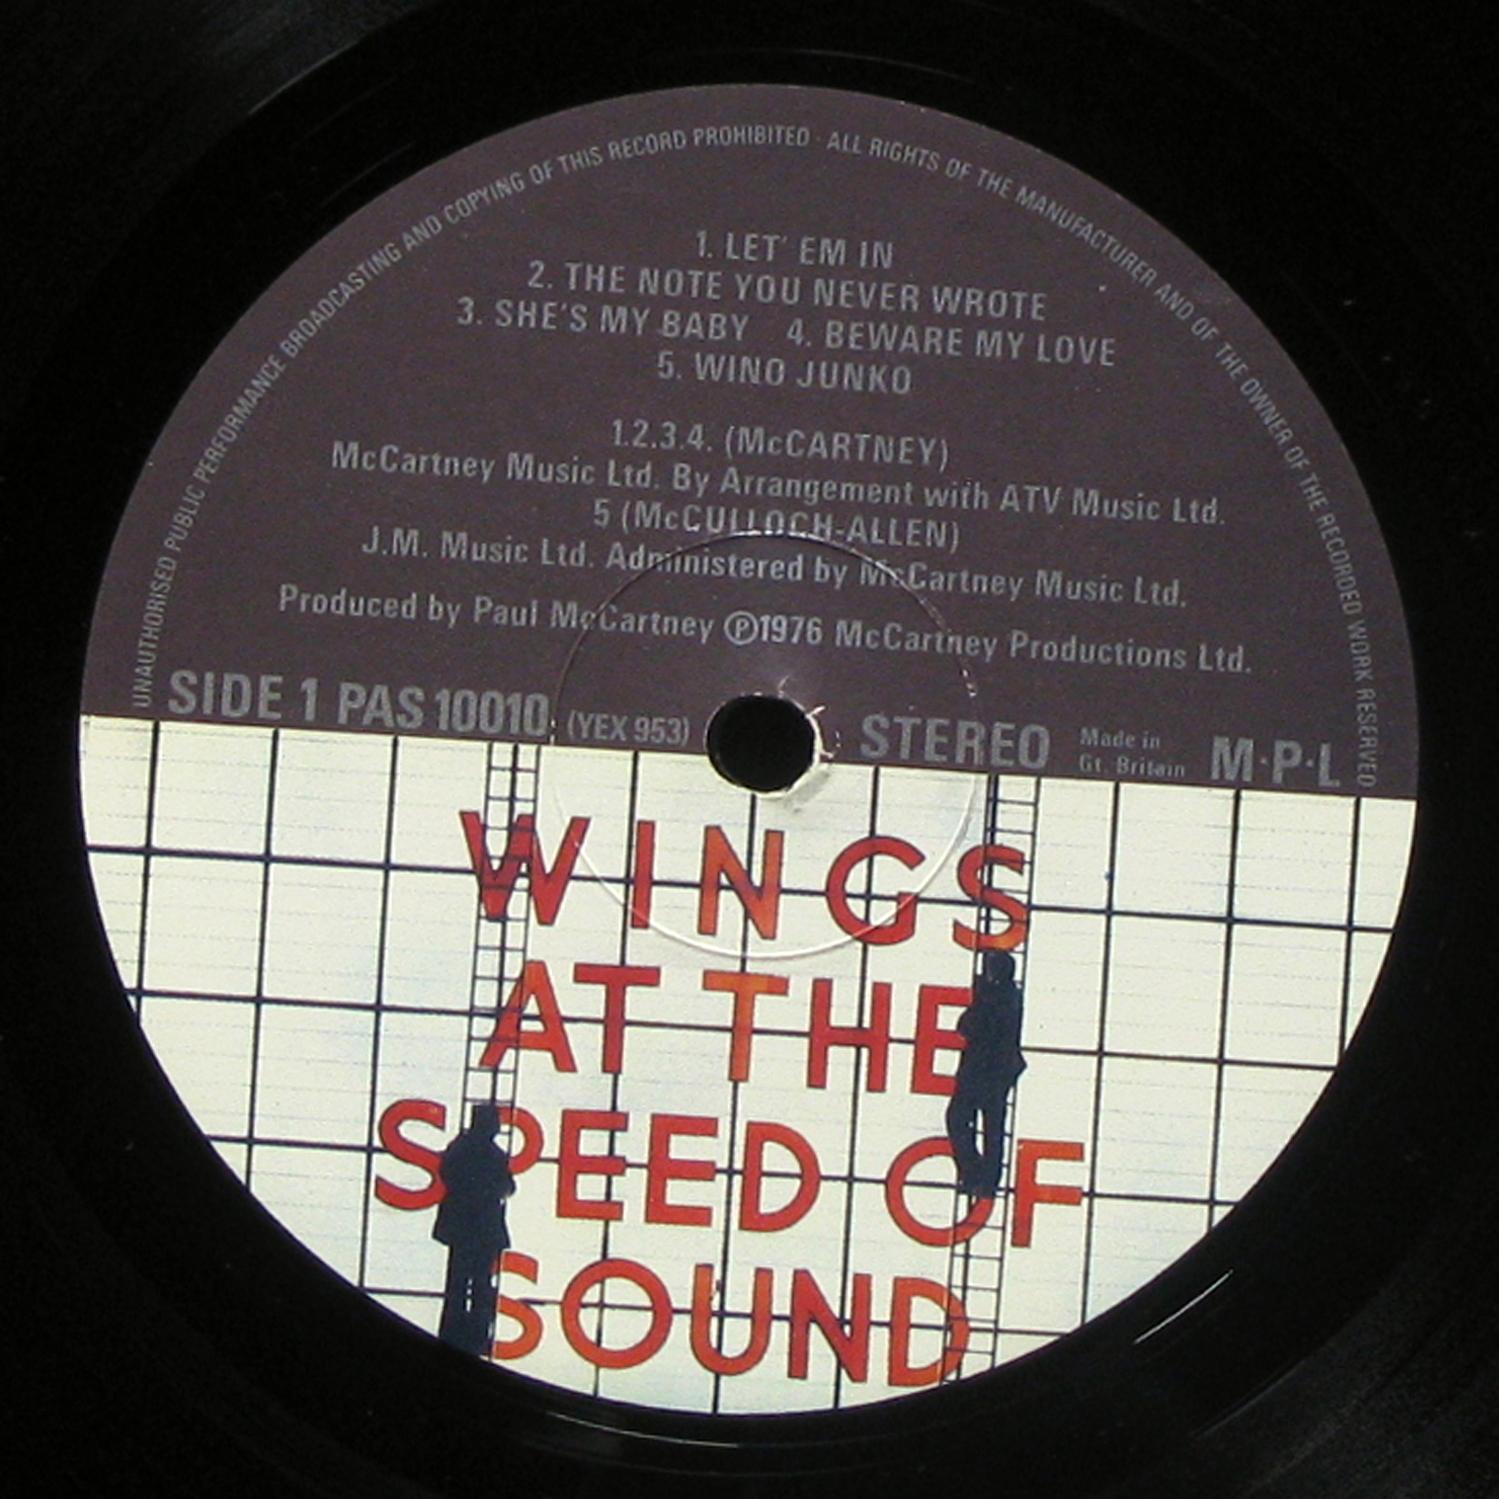 UNAUTHORISED PUBLIC PERFORMANCE BROADCASTING AND COPYING OF THIS RECORD PROHIBITED · ALL RIGHTS OF THE MANUFACTURER AND OF THE OWNER OF THE RECORDED WORK RESERVED
1. LET' EM IN
2. THE NOTE YOU NEVER WROTE
3. SHE'S MY BABY 4. BEWARE MY LOVE
5. WINO JUNKO
1.2.3.4. (McCARTNEY)
McCartney Music Ltd. By Arrangement with ATV Music Ltd.
5 (McCULLOCH-ALLEN)
J.M. Music Ltd. Administered by McCartney Music Ltd.
Produced by Paul McCartney ℗1976 McCartney Productions Ltd.
SIDE 1 PAS 10010 (YEX 953) STEREO Made in Gt. Britain M·P·L
WINGS
AT THE
SPEED OF
SOUND